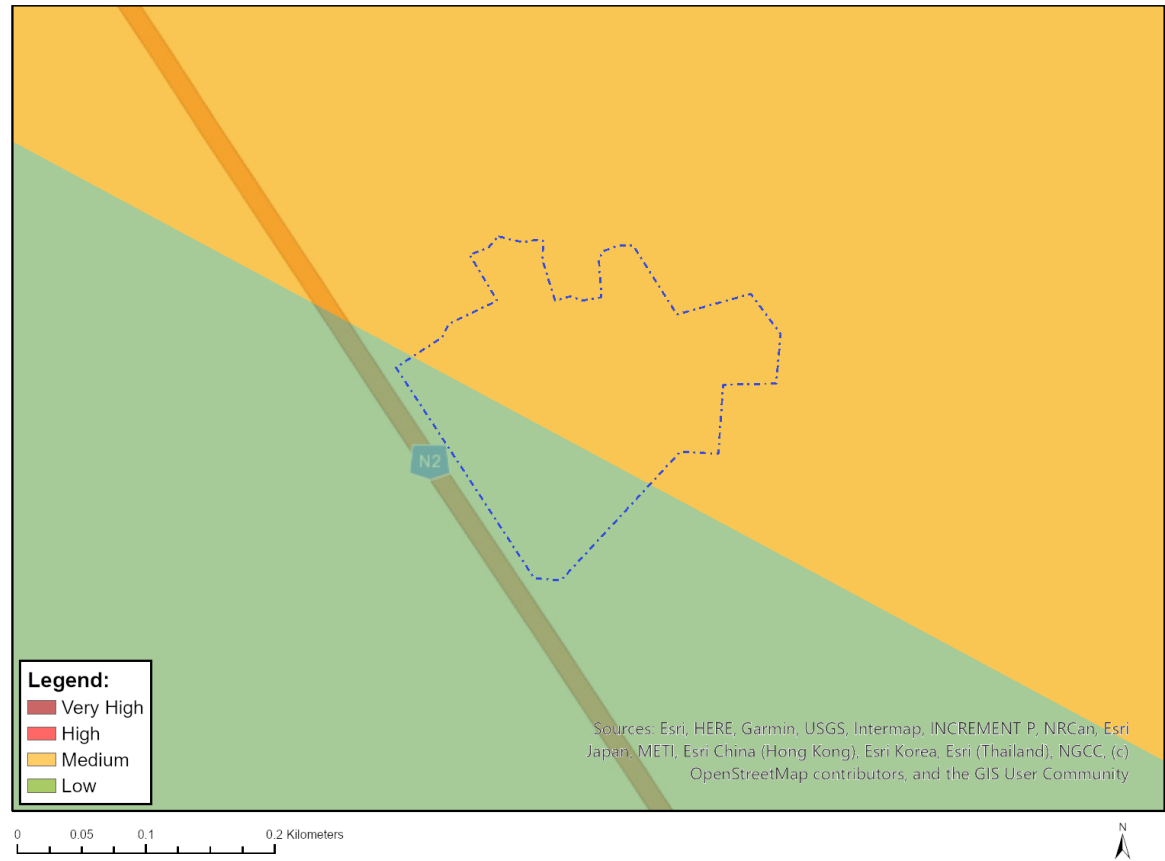 N2
Legend:
Very High
High
Medium
Low
Sources: Esri, HERE, Garmin, USGS, Intermap, INCREMENT P, NRCan, Esri
Japan, METI, Esri China (Hong Kong), Esri Korea, Esri (Thailand), NGCC, (c)
OpenStreetMap contributors, and the GIS User Community
0 0.05 0.1 0.2 Kilometers
N